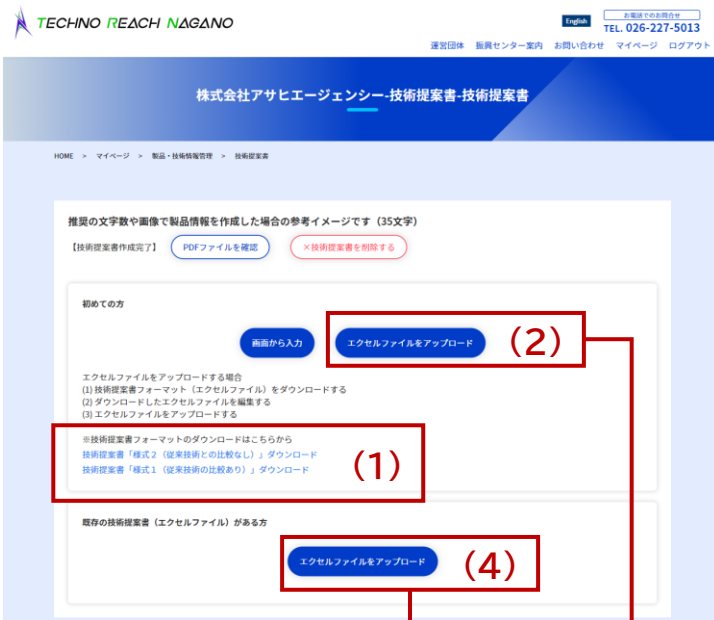 TECHNO REACH NAGANO
English
お電話でのお問合せ
TEL. 026-227-5013
運営団体 振興センター案内 お問い合わせ マイページ ログアウト
株式会社アサヒエージェンシー-技術提案書-技術提案書
HOME > マイページ > 製品・技術情報管理 > 技術提案書
推奨の文字数や画像で製品情報を作成した場合の参考イメージです（35文字）
【技術提案書作成完了】 PDFファイルを確認 ×技術提案書を削除する
初めての方
画面から入力 エクセルファイルをアップロード (2)
エクセルファイルをアップロードする場合
(1) 技術提案書フォーマット（エクセルファイル）をダウンロードする
(2) ダウンロードしたエクセルファイルを編集する
(3) エクセルファイルをアップロードする
※技術提案書フォーマットのダウンロードはこちらから
技術提案書「様式２（従来技術との比較なし）」ダウンロード
技術提案書「様式１（従来技術の比較あり）」ダウンロード
(1)
既存の技術提案書（エクセルファイル）がある方
エクセルファイルをアップロード (4)